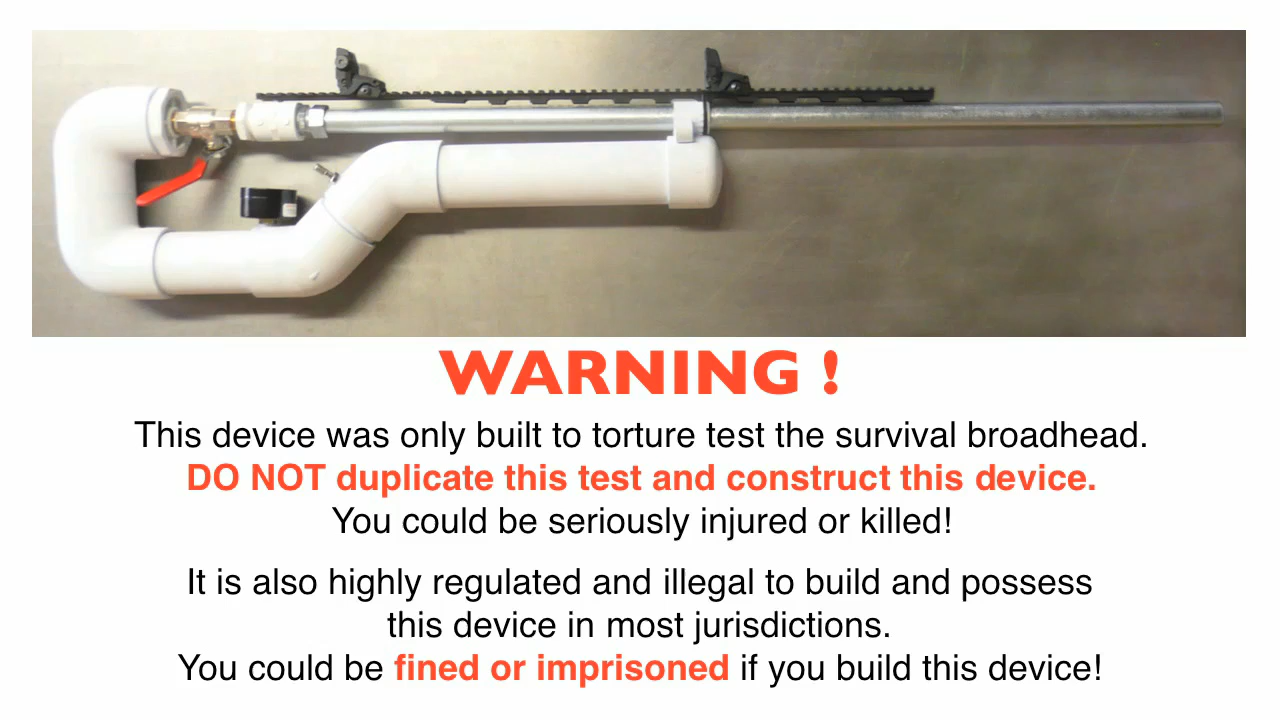 WARNING !
This device was only built to torture test the survival broadhead.
DO NOT duplicate this test and construct this device.
You could be seriously injured or killed!
It is also highly regulated and illegal to build and possess
this device in most jurisdictions.
You could be fined or imprisoned if you build this device!